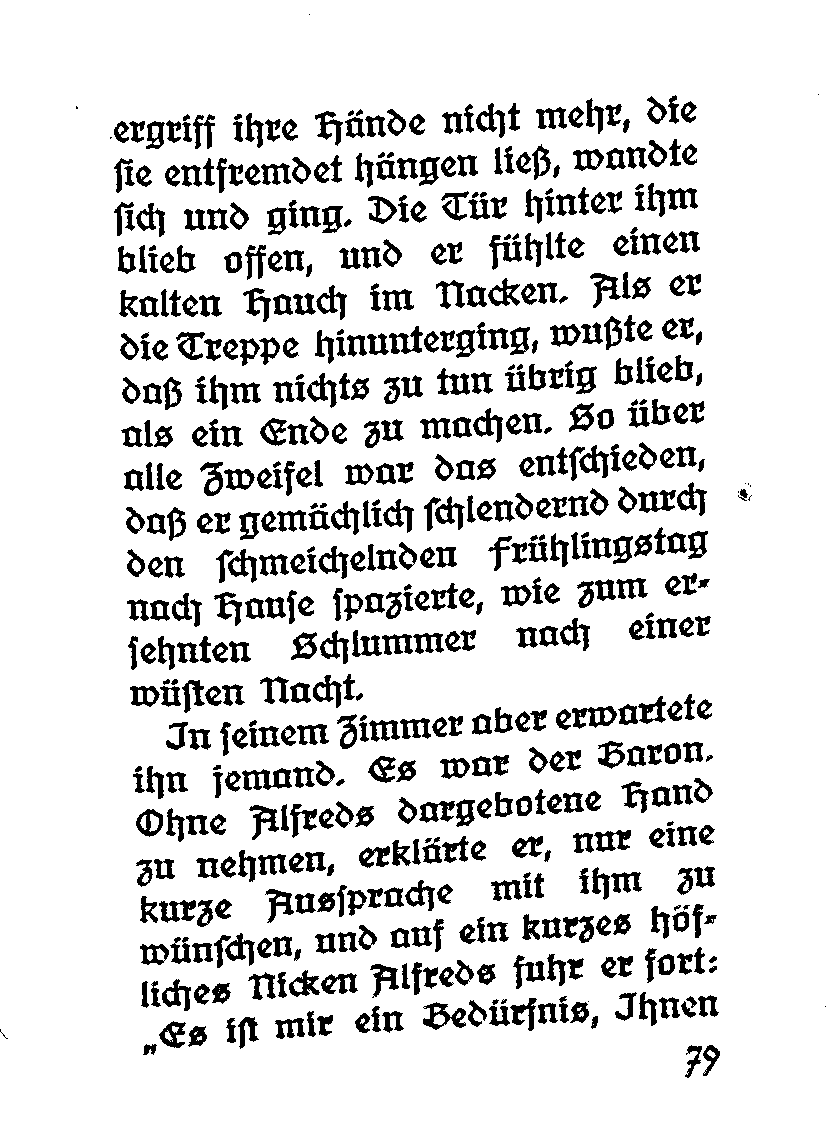 ergriff ihre Hände nicht mehr, die
sie entfremdet hängen ließ, wandte
sich und ging. Die Tür hinter ihm
blieb offen, und er fühlte einen
kalten Hauch im Nacken. Als er
die Treppe hinunterging, wußte er,
daß ihm nichts zu tun übrig blieb,
als ein Ende zu machen. So über
alle Zweifel war das entschieden,
daß er gemächlich schlendernd durch
den schmeichelnden Frühlingstag
nach Hause spazierte, wie zum er-
sehnten Schlummer nach einer
wüsten Nacht.
In seinem Zimmer aber erwartete
ihn jemand. Es war der Baron.
Ohne Alfreds dargebotene Hand
zu nehmen, erklärte er, nur eine
kurze Aussprache mit ihm zu
wünschen, und auf ein kurzes höf-
liches Nicken Alfreds fuhr er fort:
„Es ist mir ein Bedürfnis, Ihnen
79